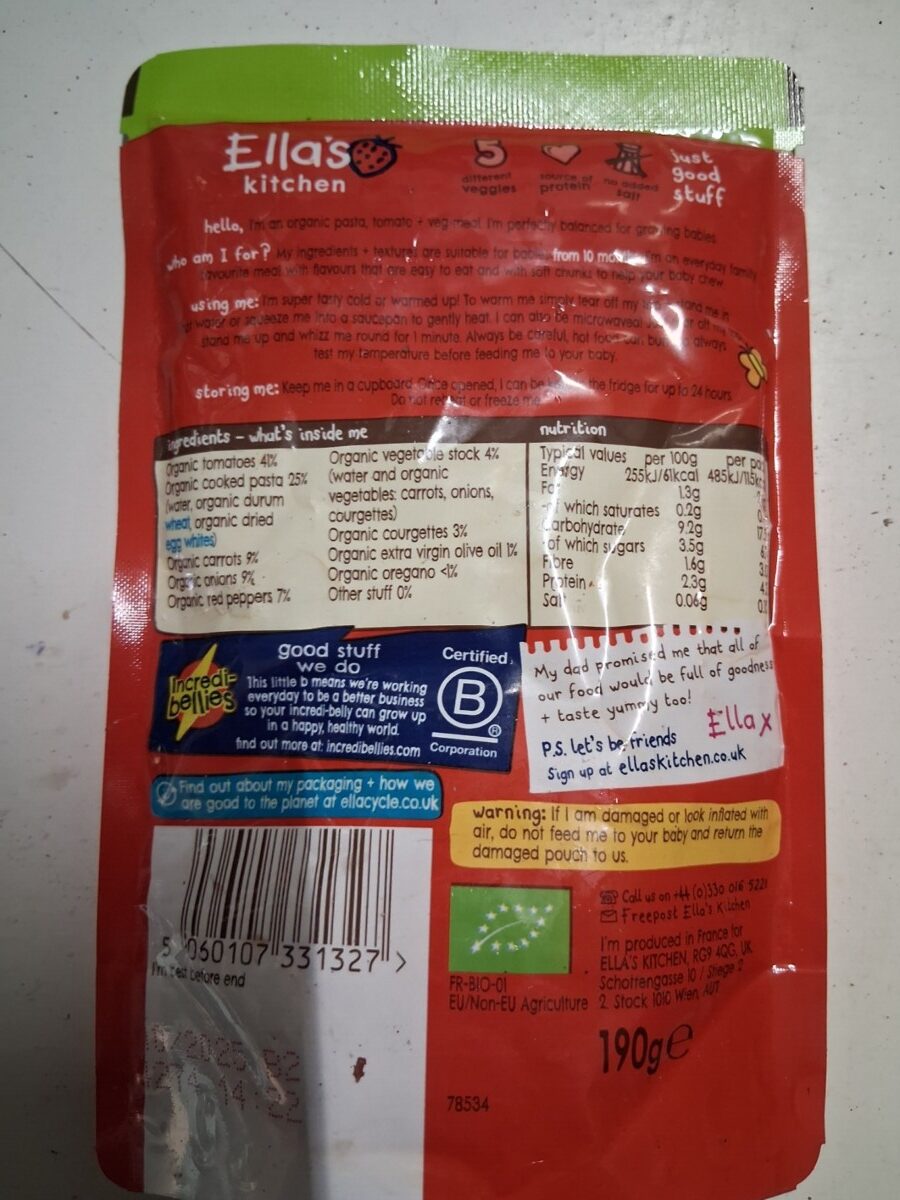 Ella's
kitchen
5
different
veggies
source of
protein
no added
salt
just
good
stuff
hello, I'm an organic pasta, tomato + veg meal. I'm perfectly balanced for growing babies
who am I for? My ingredients + textures are suitable for babies from 10 months. I'm an everyday family
favourite meal with flavours that are easy to eat and with soft chunks to help your baby chew
using me: I'm super tasty cold or warmed up! To warm me simply tear off my stand me in
water or squeeze me into a saucepan to gently heat. I can also be microwaved off my
stand me up and whizz me round for 1 minute. Always be careful, hot food can burn always
test my temperature before feeding me to your baby.
storing me: Keep me in a cupboard. Once opened, I can be kept the fridge for up to 24 hours
Do not reheat or freeze me
ingredients - what's inside me
Organic tomatoes 41%
Organic cooked pasta 25%
(water, organic durum
wheat, organic dried
egg whites)
Organic carrots 9%
Organic onions 9%
Organic red peppers 7%
Organic vegetable stock 4%
(water and organic
vegetables: carrots, onions,
courgettes)
Organic courgettes 3%
Organic extra virgin olive oil 1%
Organic oregano <1%
Other stuff 0%
nutrition
Typical values per 100g per
Energy 255kJ/61kcal 485kJ/115
Fat 1.3g
of which saturates 0.2g
Carbohydrate 9.2g
of which sugars 3.5g
Fibre 1.6g
Protein 2.3g
Salt 0.06g
Incredi-
bellies
good stuff
we do
This little b means we're working
everyday to be a better business
so your incredi-belly can grow up
in a happy, healthy world.
find out more at: incredibellies.com
Certified
B
®
Corporation
My dad promised me that all of
our food would be full of goodness
+ taste yummy too!
Ella x
P.S. let's be friends
Sign up at ellaskitchen.co.uk
Find out about my packaging + how we
are good to the planet at ellacycle.co.uk
warning: If I am damaged or look inflated with
air, do not feed me to your baby and return the
damaged pouch to us.
5 060107 331327 >
I'm best before end
14:22
FR-BIO-01
EU/Non-EU Agriculture
Call us on +44 (0)330 016 5221
Freepost Ella's Kitchen
I'm produced in France for
ELLA'S KITCHEN, RG9 4QG, UK
Schottengasse 10 / Stiege 2
2. Stock 1010 Wien, AUT
190g e
78534